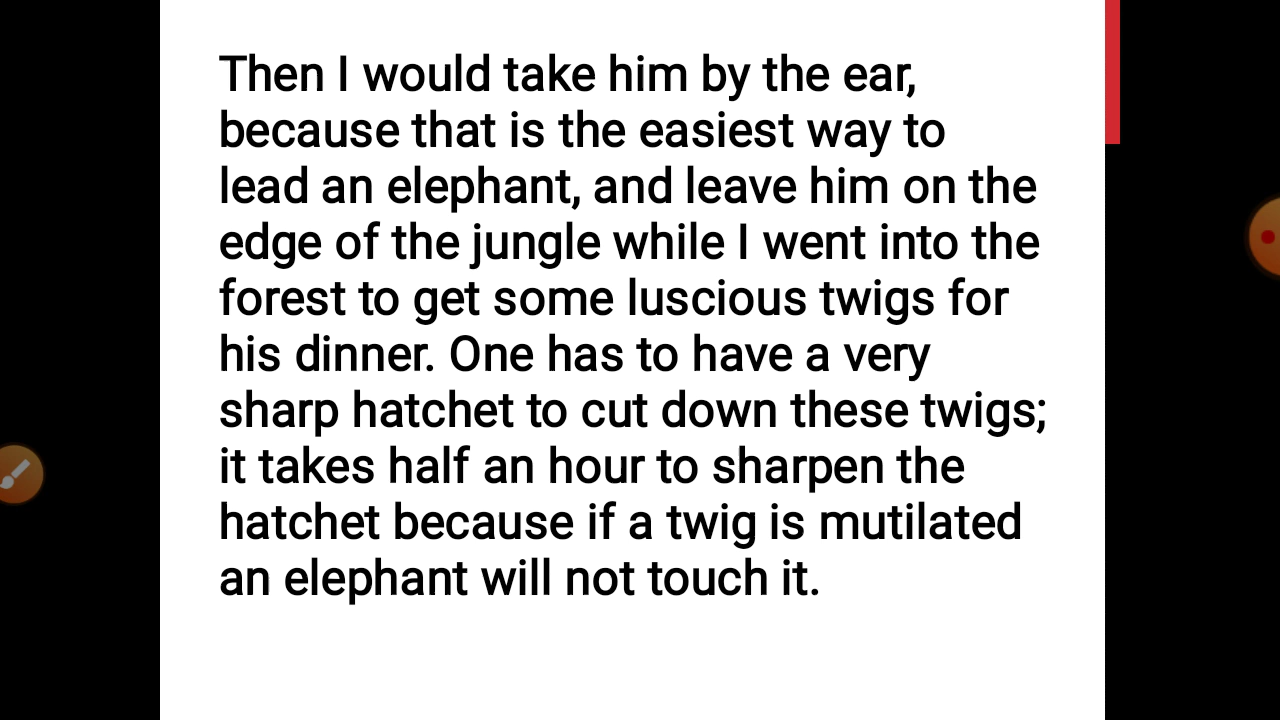 Then I would take him by the ear,
because that is the easiest way to
lead an elephant, and leave him on the
edge of the jungle while I went into the
forest to get some luscious twigs for
his dinner. One has to have a very
sharp hatchet to cut down these twigs;
it takes half an hour to sharpen the
hatchet because if a twig is mutilated
an elephant will not touch it.